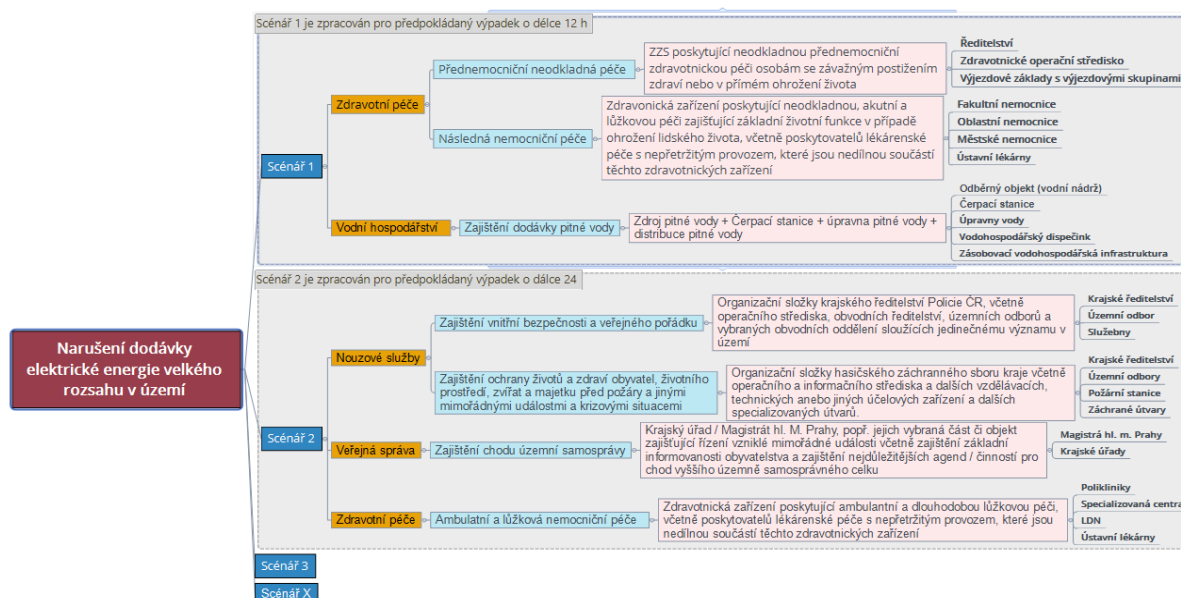 Scénář 1 je zpracován pro předpokládaný výpadek o délce 12 h
Ředitelství
Zdravotnické operační středisko
Výjezdové základy s výjezdovými skupinami
ZZS poskytující neodkladnou přednemocniční
zdravotnickou péči osobám se závažným postižením
zdraví nebo v přímém ohrožení života
Přednemocniční neodkladná péče
Zdravotní péče
Následná nemocniční péče
Zdravonická zařízení poskytující neodkladnou, akutní a
lůžkovou péči zajišťující základní životní funkce v případě
ohrožení lidského života, včetně poskytovatelů lékárenské
péče s nepřetržitým provozem, které jsou nedílnou součástí
těchto zdravotnických zařízení
Fakultní nemocnice
Oblastní nemocnice
Městské nemocnice
Ústavní lékárny
Scénář 1
Vodní hospodářství
Zajištění dodávky pitné vody
Zdroj pitné vody + Čerpací stanice + úpravna pitné vody +
distribuce pitné vody
Odběrný objekt (vodní nádrž)
Čerpací stanice
Úpravny vody
Vodohospodářský dispečink
Zásobovací vodohospodářská infrastruktura
Scénář 2 je zpracován pro předpokládaný výpadek o dálce 24
Narušení dodávky
elektrické energie velkého
rozsahu v území
Scénář 2
Nouzové služby
Zajištění vnitřní bezpečnosti a veřejného pořádku
Organizační složky krajského ředitelství Policie ČR, včetně
operačního střediska, obvodních ředitelství, územních odborů a
vybraných obvodních oddělení sloužících jedinečnému významu v
území
Krajské ředitelství
Územní odbor
Služebny
Zajištění ochrany životů a zdraví obyvatel, životního
prostředí, zvířat a majetku před požáry a jinými
mimořádnými událostmi a krizovými situacemi
Organizační složky hasičského záchranného sboru kraje včetně
operačního a informačního střediska a dalších vzdělávacích,
technických anebo jiných účelových zařízení a dalších
specializovaných útvarů.
Krajské ředitelství
Územní odbory
Požární stanice
Záchrané útvary
Veřejná správa
Zajištění chodu územní samosprávy
Krajský úřad / Magistrát hl. M. Prahy, popř. jejich vybraná část či objekt
zajišťující řízení vzniklé mimořádné události včetně zajištění základní
informovanosti obyvatelstva a zajištění nejdůležitějších agend / činností pro
chod vyššího územně samosprávného celku
Magistrá hl. m. Prahy
Krajské úřady
Zdravotní péče
Ambulatní a lůžková nemocniční péče
Zdravotnická zařízení poskytující ambulantní a dlouhodobou lůžkovou péči,
včetně poskytovatelů lékárenské péče s nepřetržitým provozem, které jsou
nedílnou součástí těchto zdravotnických zařízení
Polikliniky
Specializovaná centra
LDN
Ústavní lékárny
Scénář 3
Scénář X